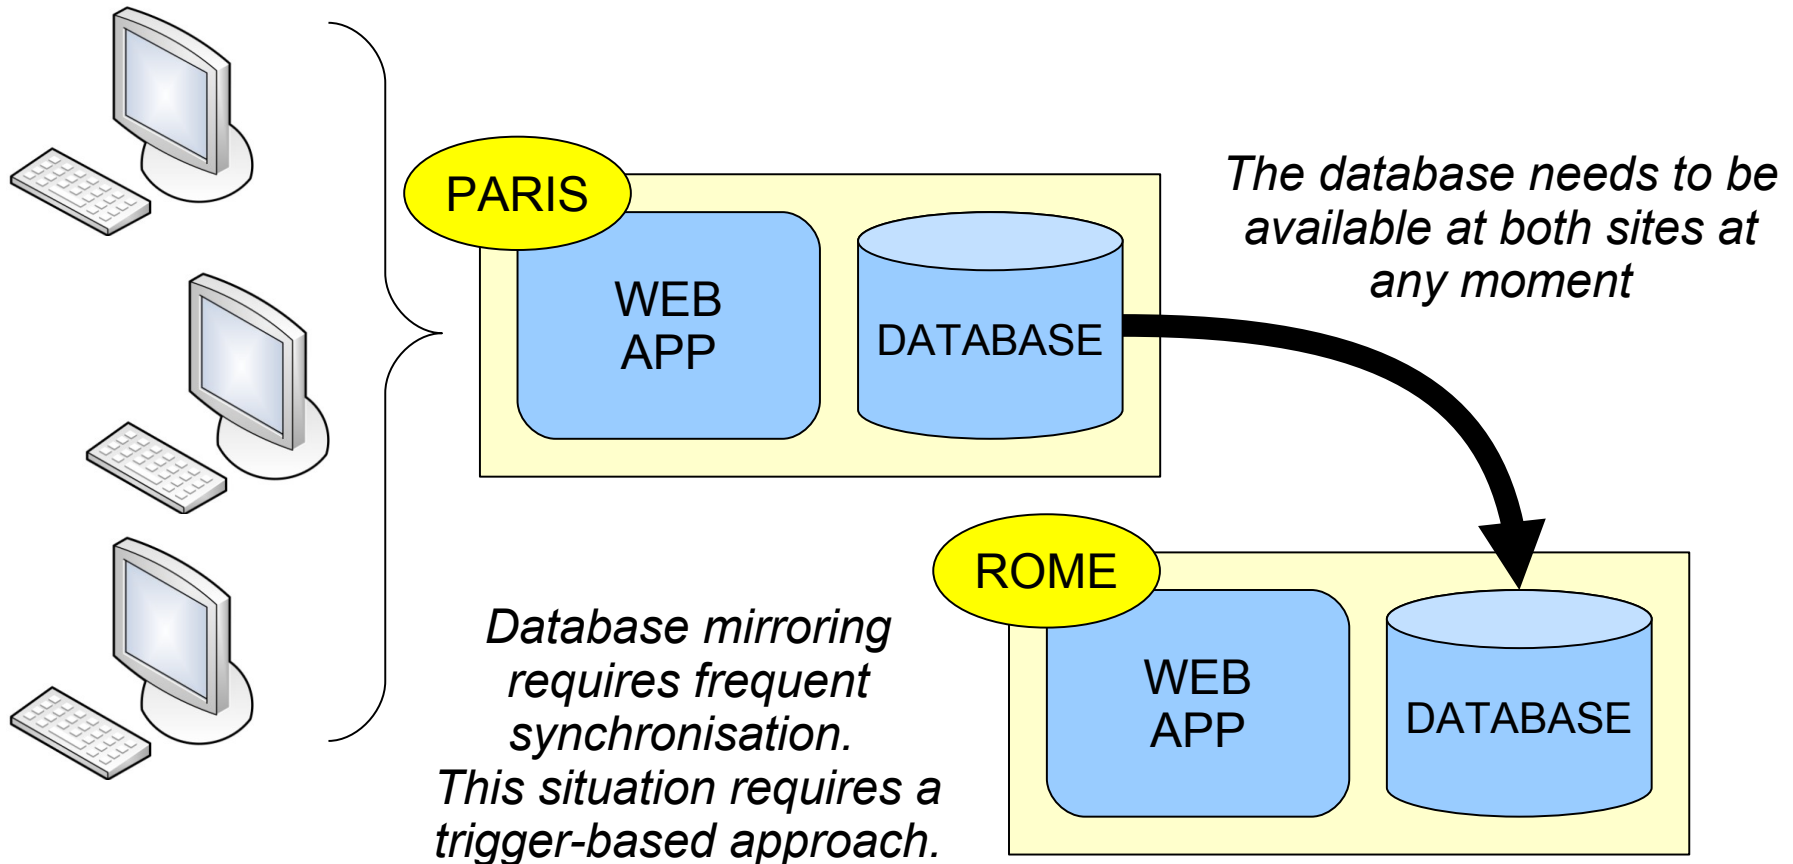 PARIS
WEB
APP
DATABASE
The database needs to be
available at both sites at
any moment
ROME
WEB
APP
DATABASE
Database mirroring
requires frequent
synchronisation.
This situation requires a
trigger-based approach.